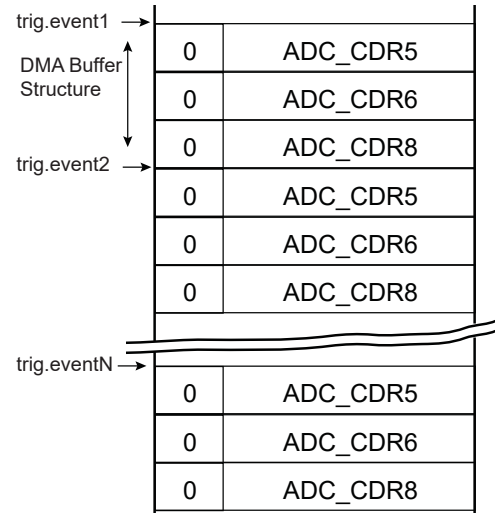 trig.event1
0 ADC_CDR5
DMA Buffer
Structure
0 ADC_CDR6
0 ADC_CDR8
trig.event2
0 ADC_CDR5
0 ADC_CDR6
0 ADC_CDR8
trig.eventN
0 ADC_CDR5
0 ADC_CDR6
0 ADC_CDR8